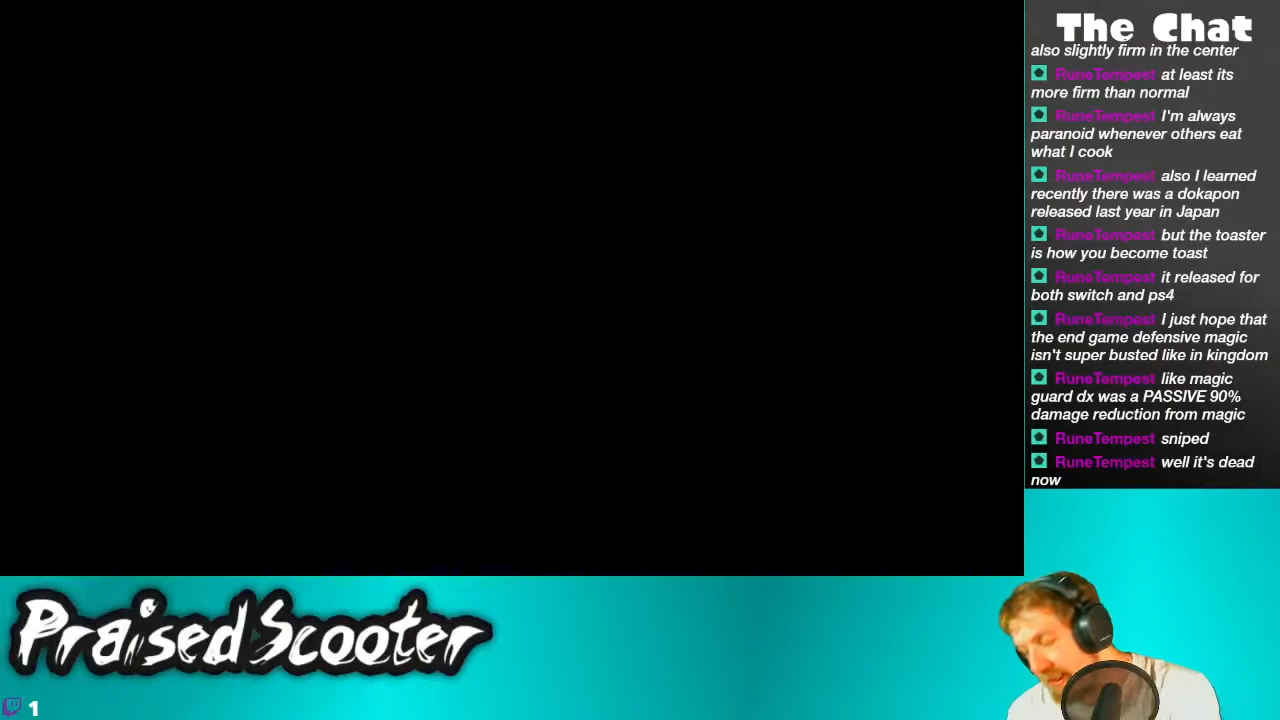 The Chat
also slightly firm in the center
RuneTempest at least its
more firm than normal
RuneTempest I'm always
paranoid whenever others eat
what I cook
RuneTempest also I learned
recently there was a dokapon
released last year in Japan
RuneTempest but the toaster
is how you become toast
RuneTempest it released for
both switch and ps4
RuneTempest I just hope that
the end game defensive magic
isn't super busted like in kingdom
RuneTempest like magic
guard dx was a PASSIVE 90%
damage reduction from magic
RuneTempest sniped
RuneTempest well it's dead
now
Praised Scooter
1